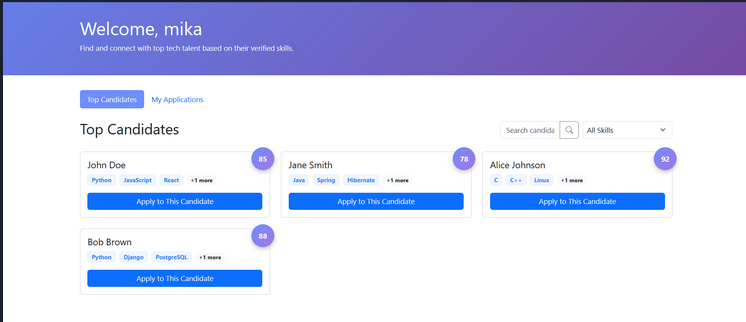 Welcome, mika
Find and connect with top tech talent based on their verified skills.
Top Candidates My Applications
Top Candidates
Search candida All Skills
John Doe 85
Python JavaScript React +1 more
Apply to This Candidate
Jane Smith 78
Java Spring Hibernate +1 more
Apply to This Candidate
Alice Johnson 92
C C++ Linux +1 more
Apply to This Candidate
Bob Brown 88
Python Django PostgreSQL +1 more
Apply to This Candidate